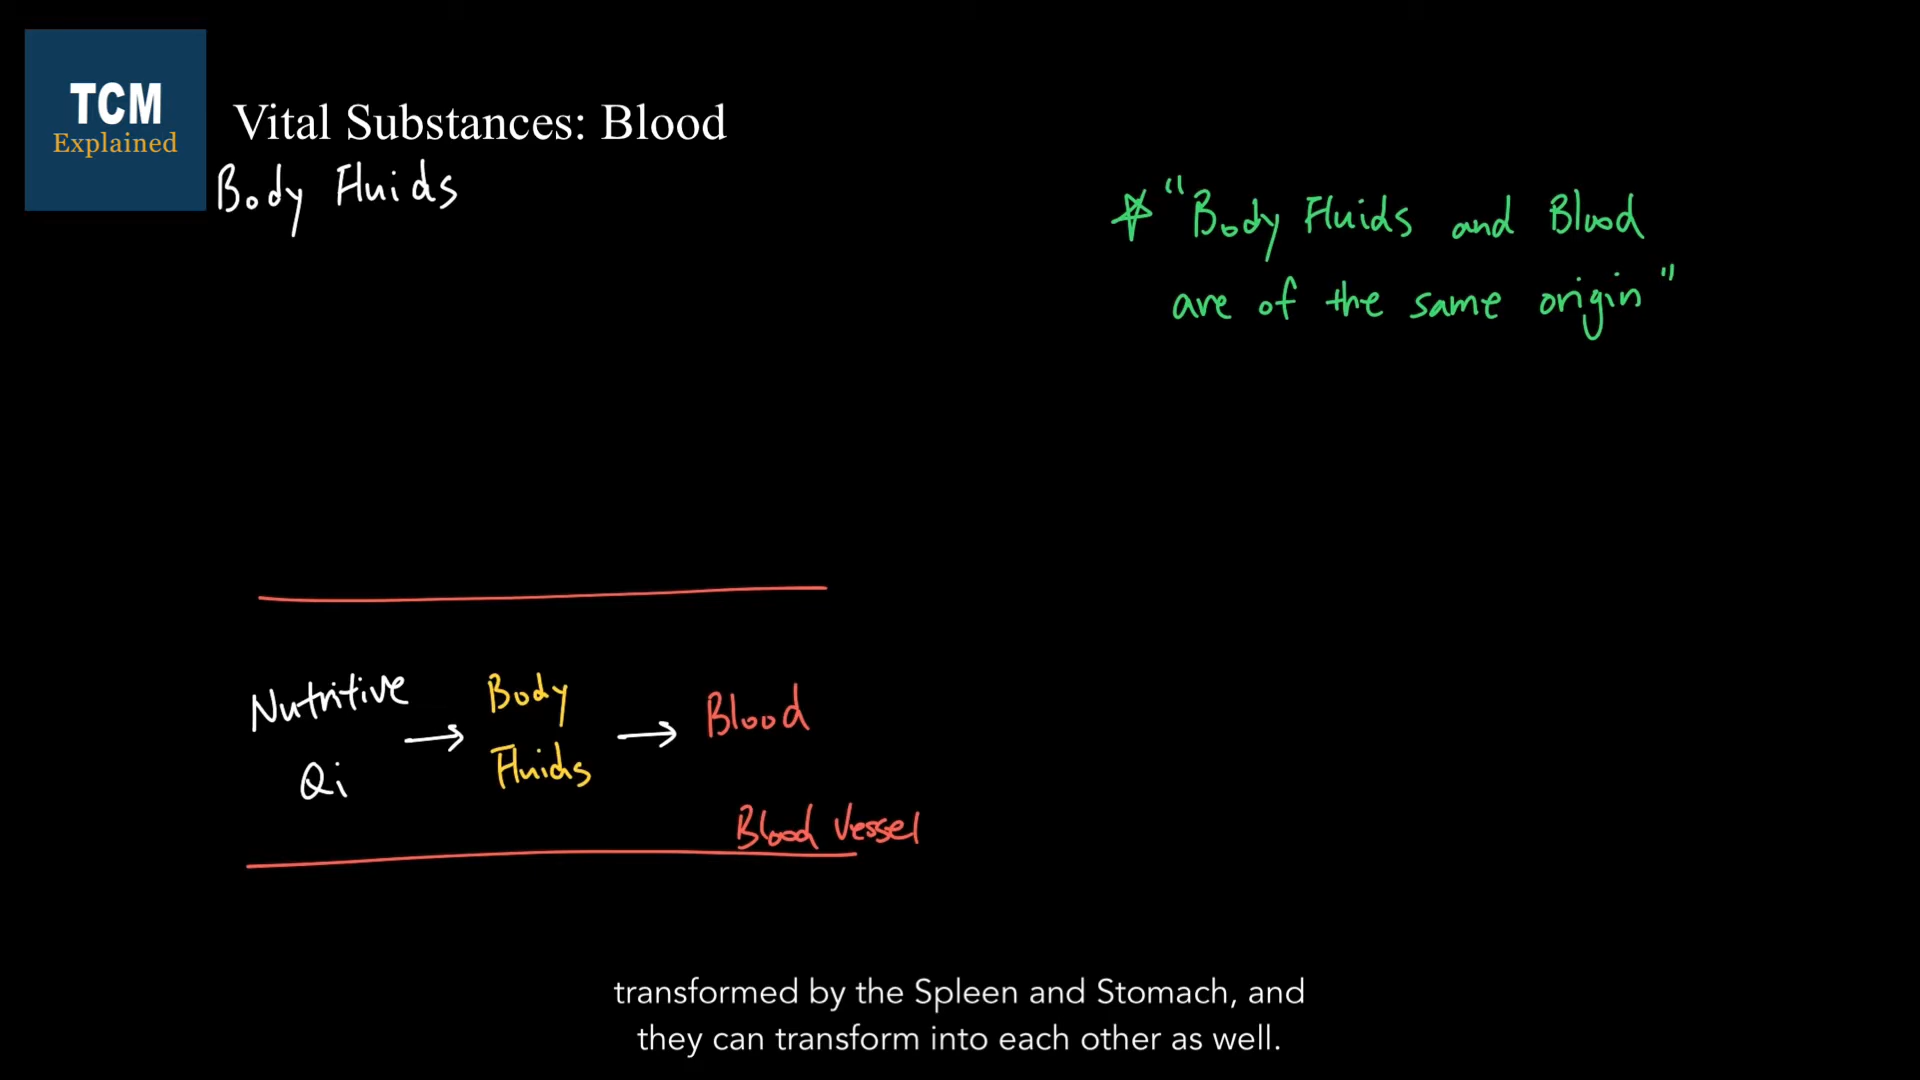 TCM
Explained
Vital Substances: Blood
Body Fluids
"Body Fluids and Blood
are of the same origin"
Nutritive
Qi
→
Body
Fluids
→
Blood
Blood Vessel
transformed by the Spleen and Stomach, and
they can transform into each other as well.